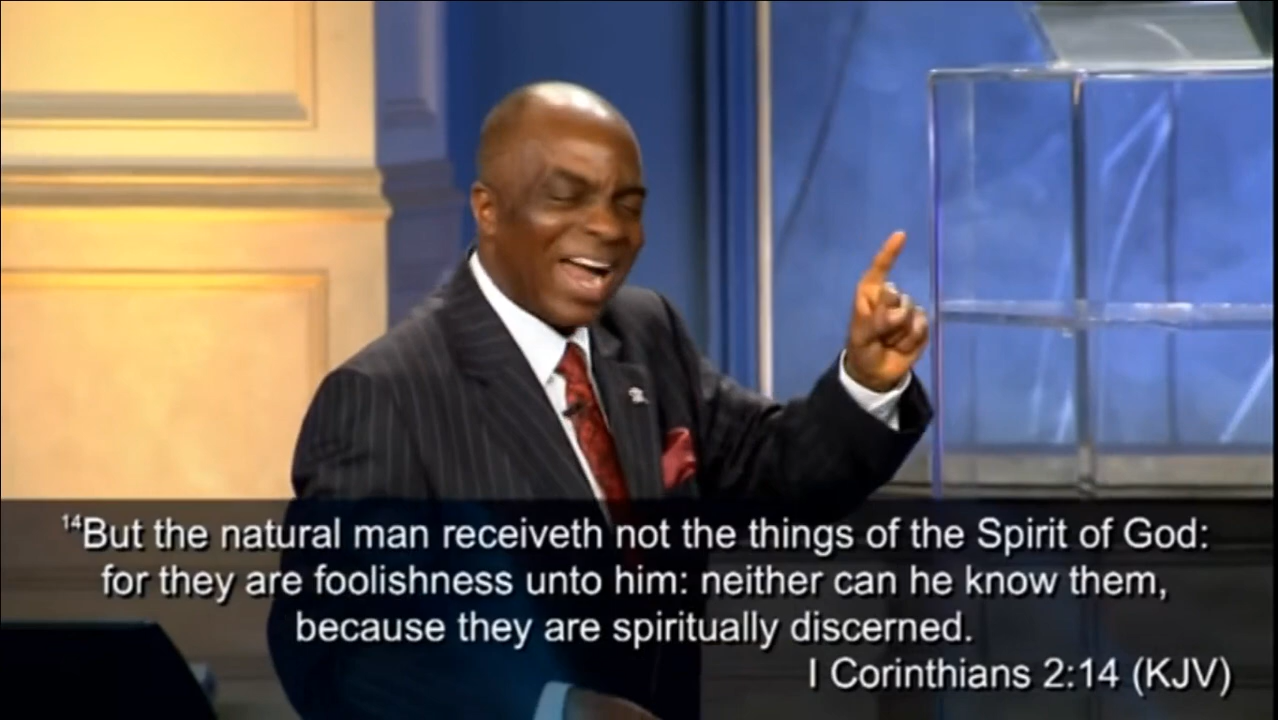 ¹⁴But the natural man receiveth not the things of the Spirit of God:
for they are foolishness unto him: neither can he know them,
because they are spiritually discerned.
I Corinthians 2:14 (KJV)